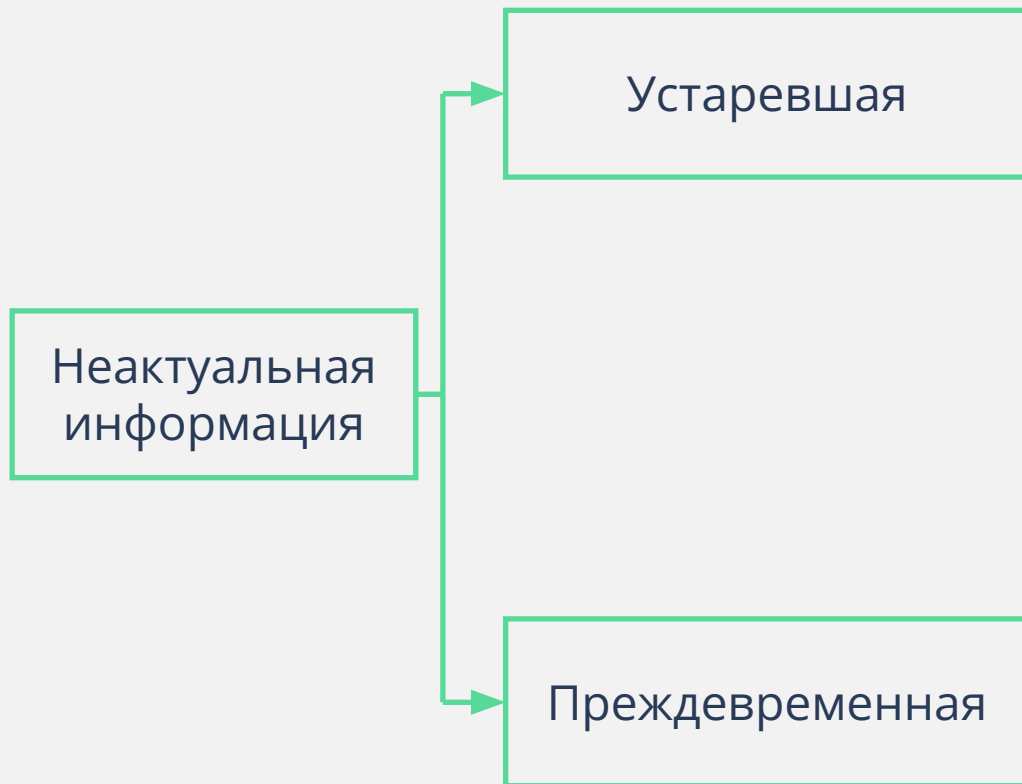 Устаревшая
Неактуальная
информация
Преждевременная